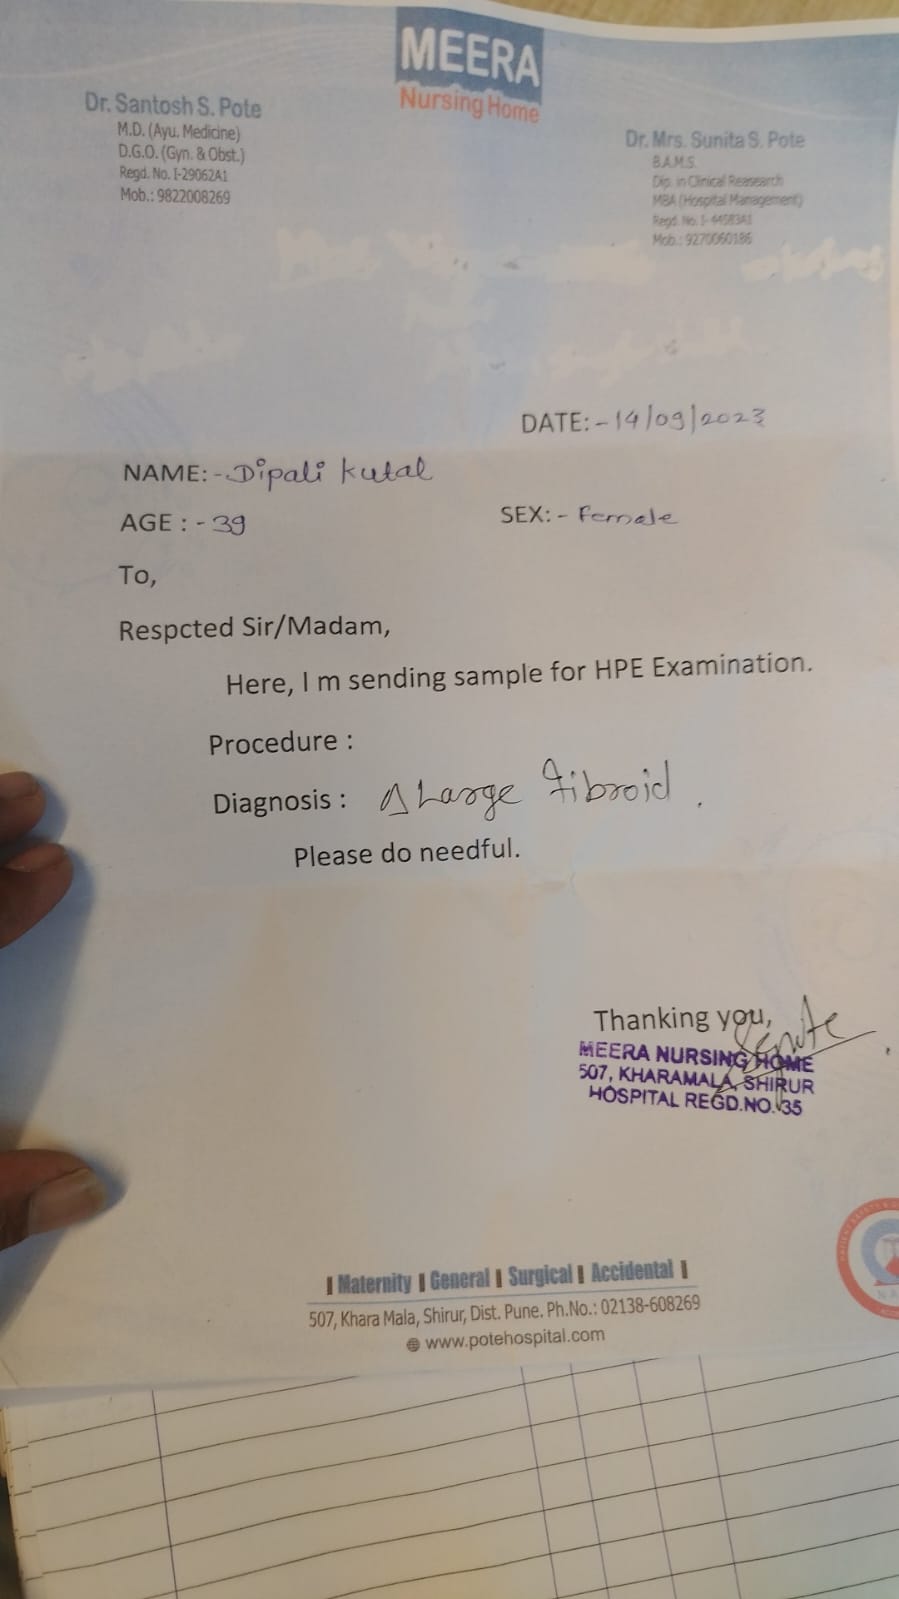 MEERA
Nursing Home
Dr. Santosh S. Pote
M.D. (Ayu. Medicine)
D.G.O. (Gyn. & Obst.)
Regd. No. I-29062A1
Mob.: 9822008269
Dr. Mrs. Sunita S. Pote
B.A.M.S.
Dip. in Clinical Reasearch
MBA (Hospital Management)
Regd. No. I- 44583A1
Mob.: 9270060186
DATE:- 14/09/2023
NAME:- Dipali Kutal
AGE :- 39
SEX:- Female
To,
Respcted Sir/Madam,
Here, I m sending sample for HPE Examination.
Procedure :
Diagnosis : Δ Large Fibroid .
Please do needful.
Thanking you,
MEERA NURSING HOME
507, KHARAMALA, SHIRUR
HOSPITAL REGD.NO. 35
| Maternity | General | Surgical | Accidental |
507, Khara Mala, Shirur, Dist. Pune. Ph.No.: 02138-608269
www.potehospital.com